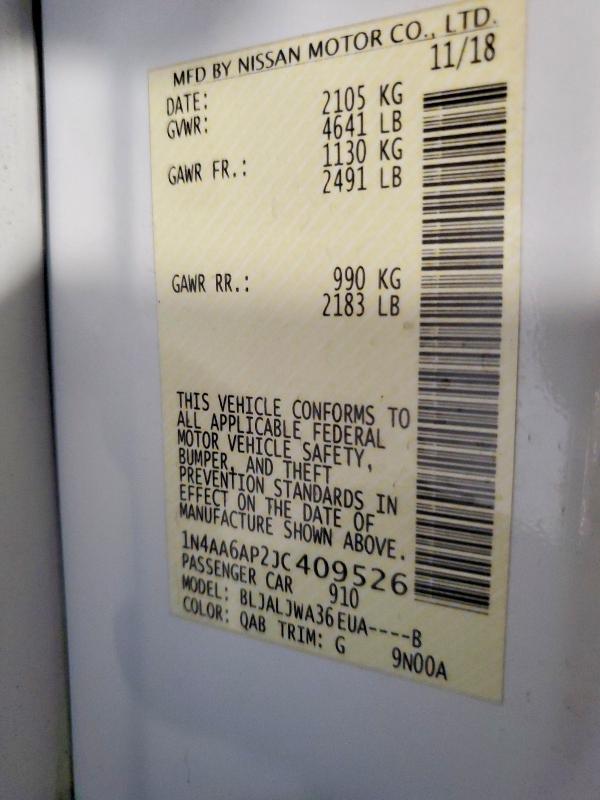 MFD BY NISSAN MOTOR CO., LTD.
DATE: 11/18
GVWR: 2105 KG
4641 LB
GAWR FR.: 1130 KG
2491 LB
GAWR RR.: 990 KG
2183 LB
THIS VEHICLE CONFORMS TO
ALL APPLICABLE FEDERAL
MOTOR VEHICLE SAFETY,
BUMPER, AND THEFT
PREVENTION STANDARDS IN
EFFECT ON THE DATE OF
MANUFACTURE SHOWN ABOVE.
1N4AA6AP2JC409526
PASSENGER CAR 910
MODEL: BLJALJWA36EUA----B
COLOR: QAB TRIM: G 9N00A